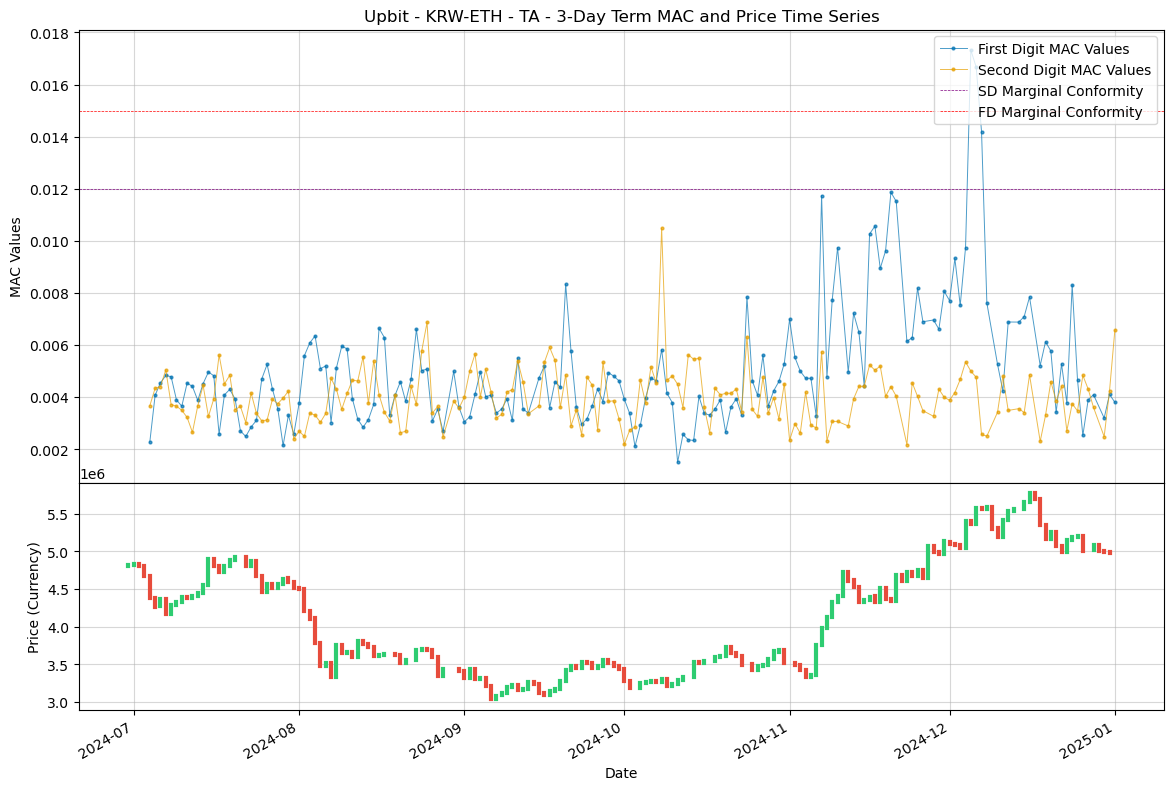 Upbit - KRW-ETH - TA - 3-Day Term MAC and Price Time Series
MAC Values
0.018
0.016
0.014
0.012
0.010
0.008
0.006
0.004
0.002
First Digit MAC Values
Second Digit MAC Values
SD Marginal Conformity
FD Marginal Conformity
1e6
Price (Currency)
5.5
5.0
4.5
4.0
3.5
3.0
2024-07
2024-08
2024-09
2024-10
2024-11
2024-12
2025-01
Date